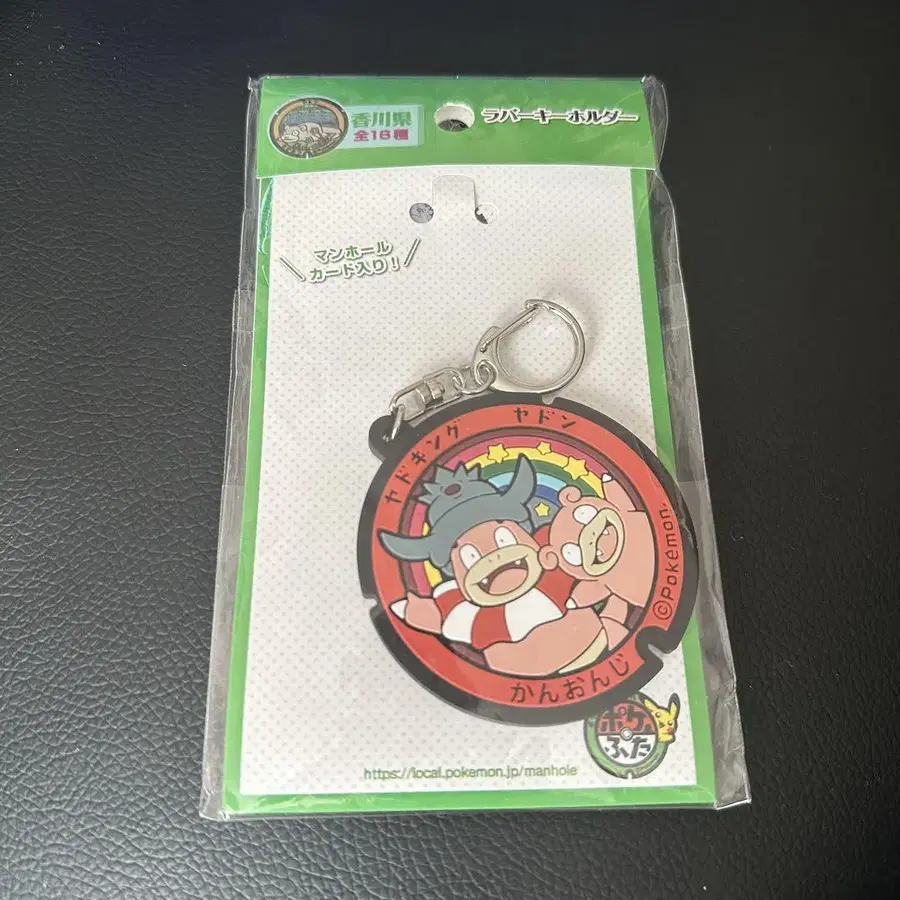 香川県
全16種
ラバーキーホルダー
マンホール
カード入り!
ヤドキング ヤドン
©Pokémon.
かんおんじ
ポケふた
https://local.pokemon.jp/manhole